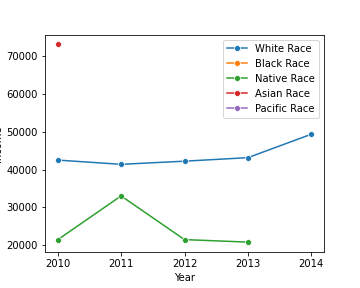 White Race
Black Race
Native Race
Asian Race
Pacific Race
70000
60000
50000
40000
30000
20000
2010 2011 2012 2013 2014
Year